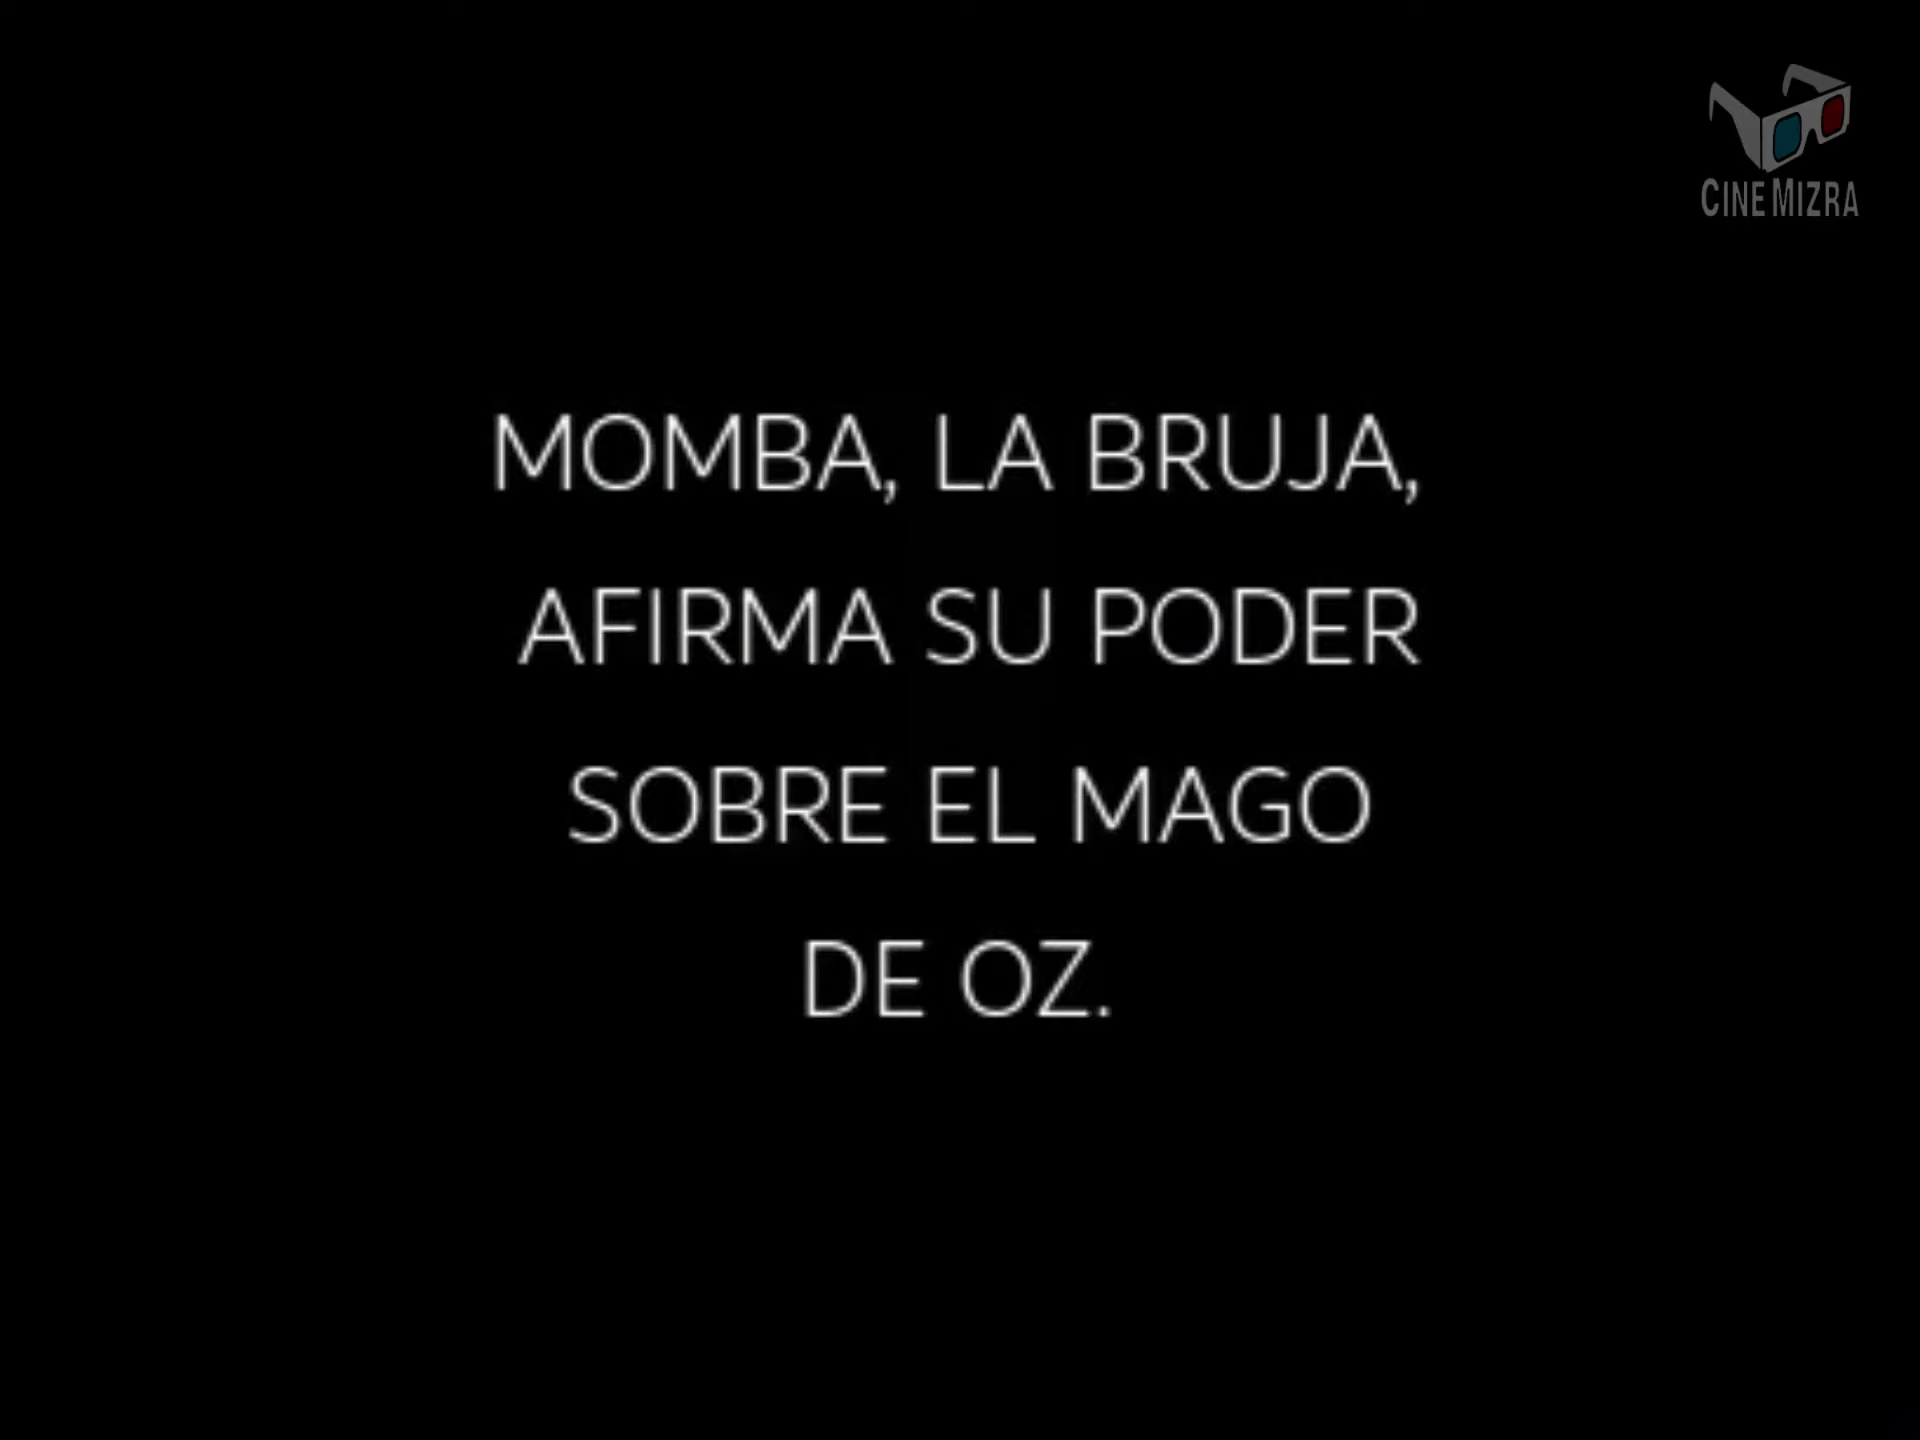 CINE MIZRA
MOMBA, LA BRUJA,
AFIRMA SU PODER
SOBRE EL MAGO
DE OZ.